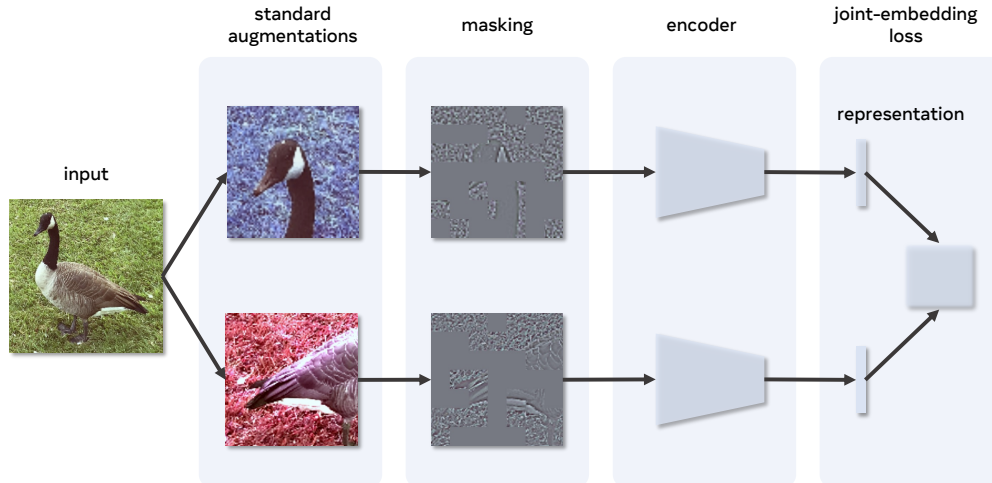 standard
augmentations
masking
encoder
joint-embedding
loss
representation
input